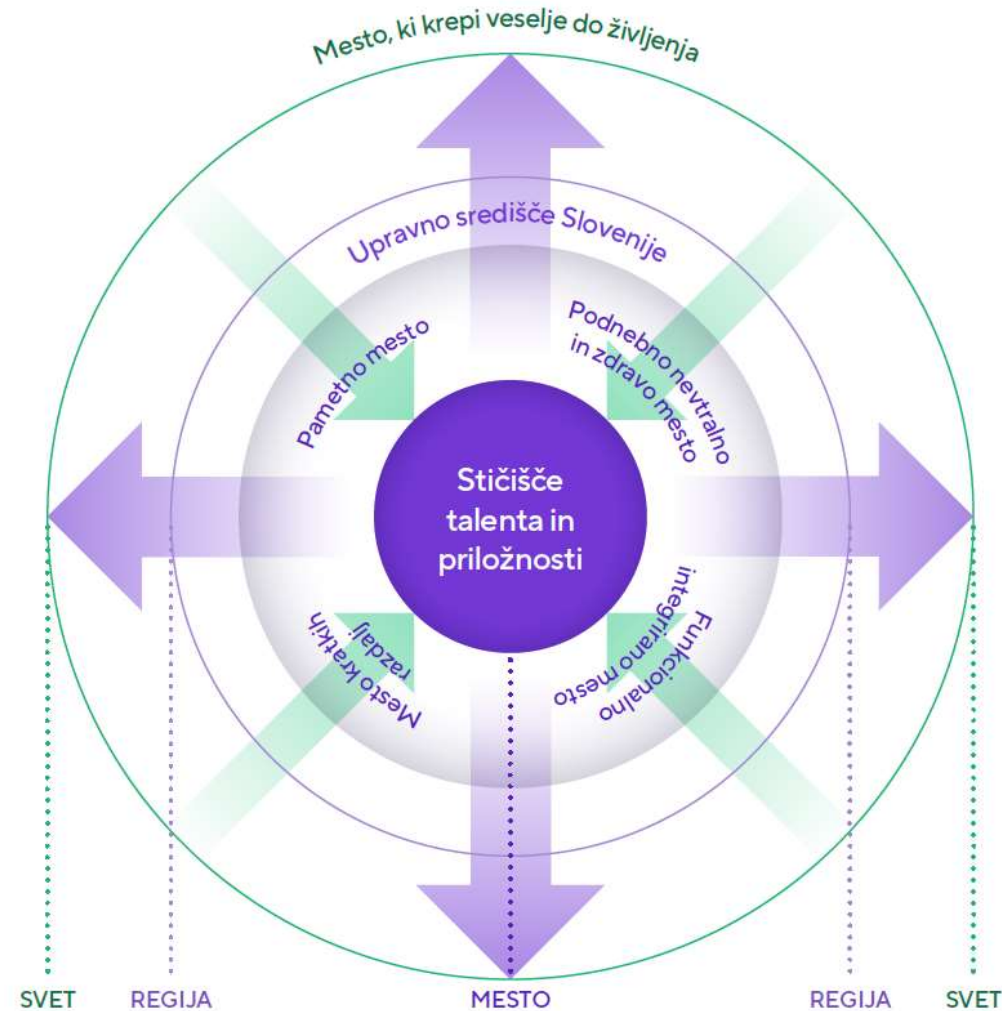 Mesto, ki krepi veselje do življenja
Upravno središče Slovenije
Pametno mesto
Podnebno nevtralno
in zdravo mesto
Stičišče
talenta in
priložnosti
Mesto kratkih
razdalj
Funkcionalno
integrirano mesto
SVET REGIJA MESTO REGIJA SVET